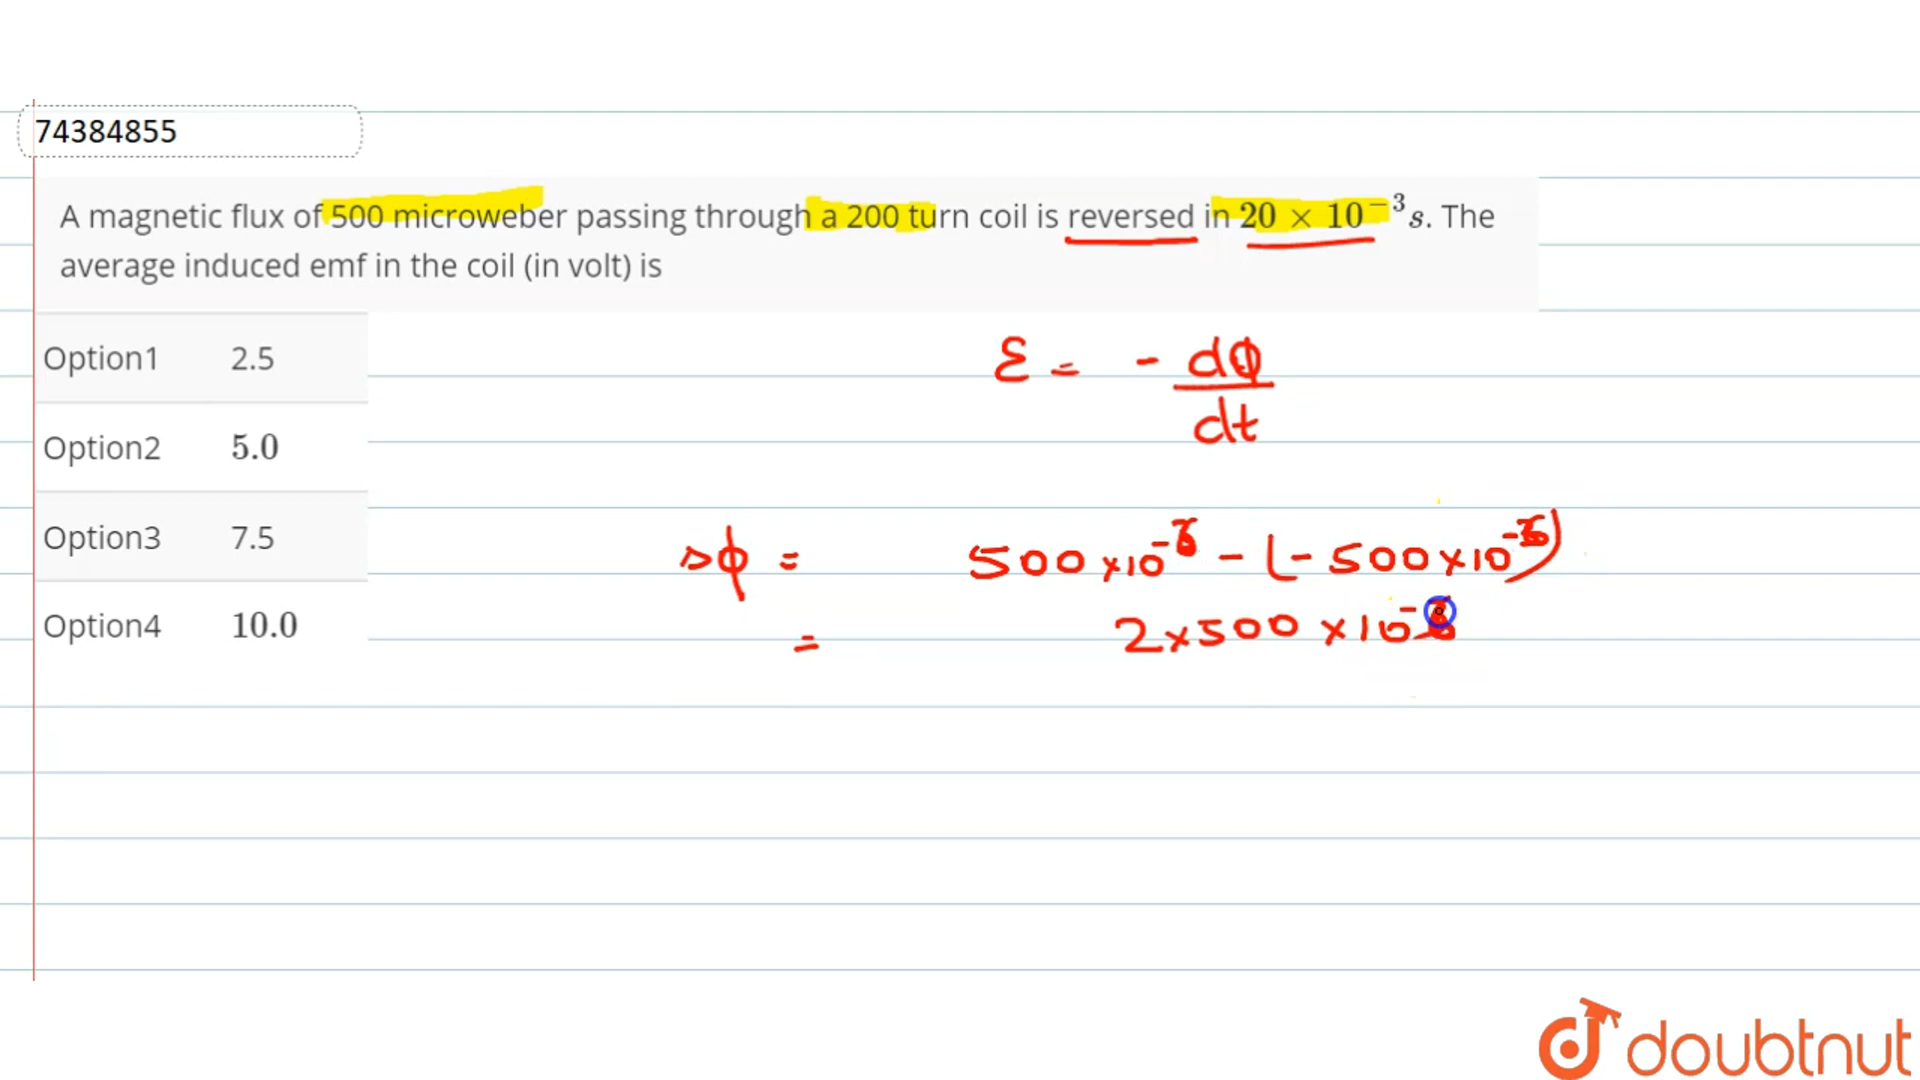 74384855
A magnetic flux of 500 microweber passing through a 200 turn coil is reversed in 20 × 10⁻³s. The
average induced emf in the coil (in volt) is
Option1 2.5
Option2 5.0
Option3 7.5
Option4 10.0
ε = - dϕ/dt
Δϕ = 500×10⁻⁶ - (-500×10⁻⁶)
= 2×500×10⁻⁶
doubtnut